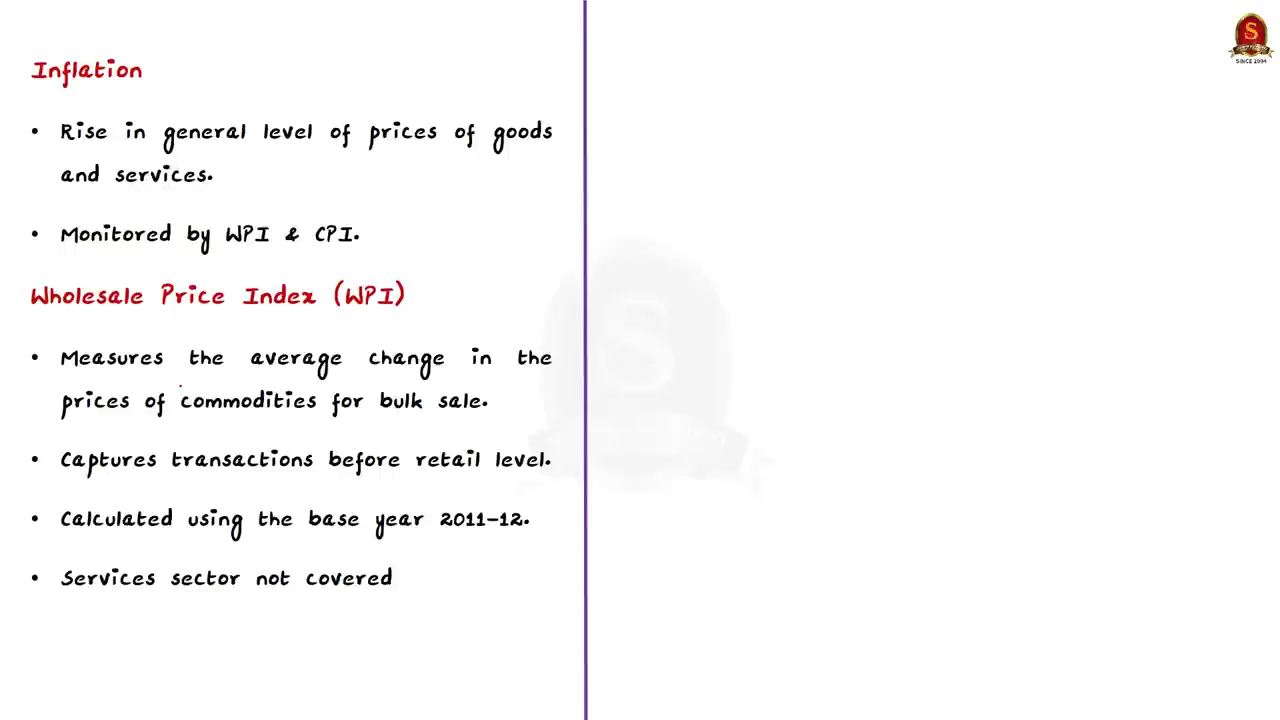 Inflation
• Rise in general level of prices of goods
and services.
• Monitored by WPI & CPI.
Wholesale Price Index (WPI)
• Measures the average change in the
prices of commodities for bulk sale.
• Captures transactions before retail level.
• Calculated using the base year 2011-12.
• Services sector not covered
S
SINCE 2004